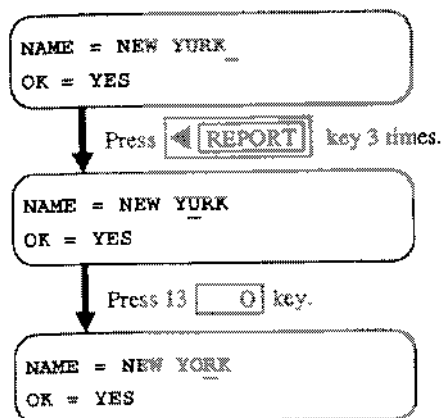 NAME = NEW YURK_
OK = YES
Press ◀ REPORT key 3 times.
NAME = NEW YURK
OK = YES
Press 13 O key.
NAME = NEW YORK
OK = YES